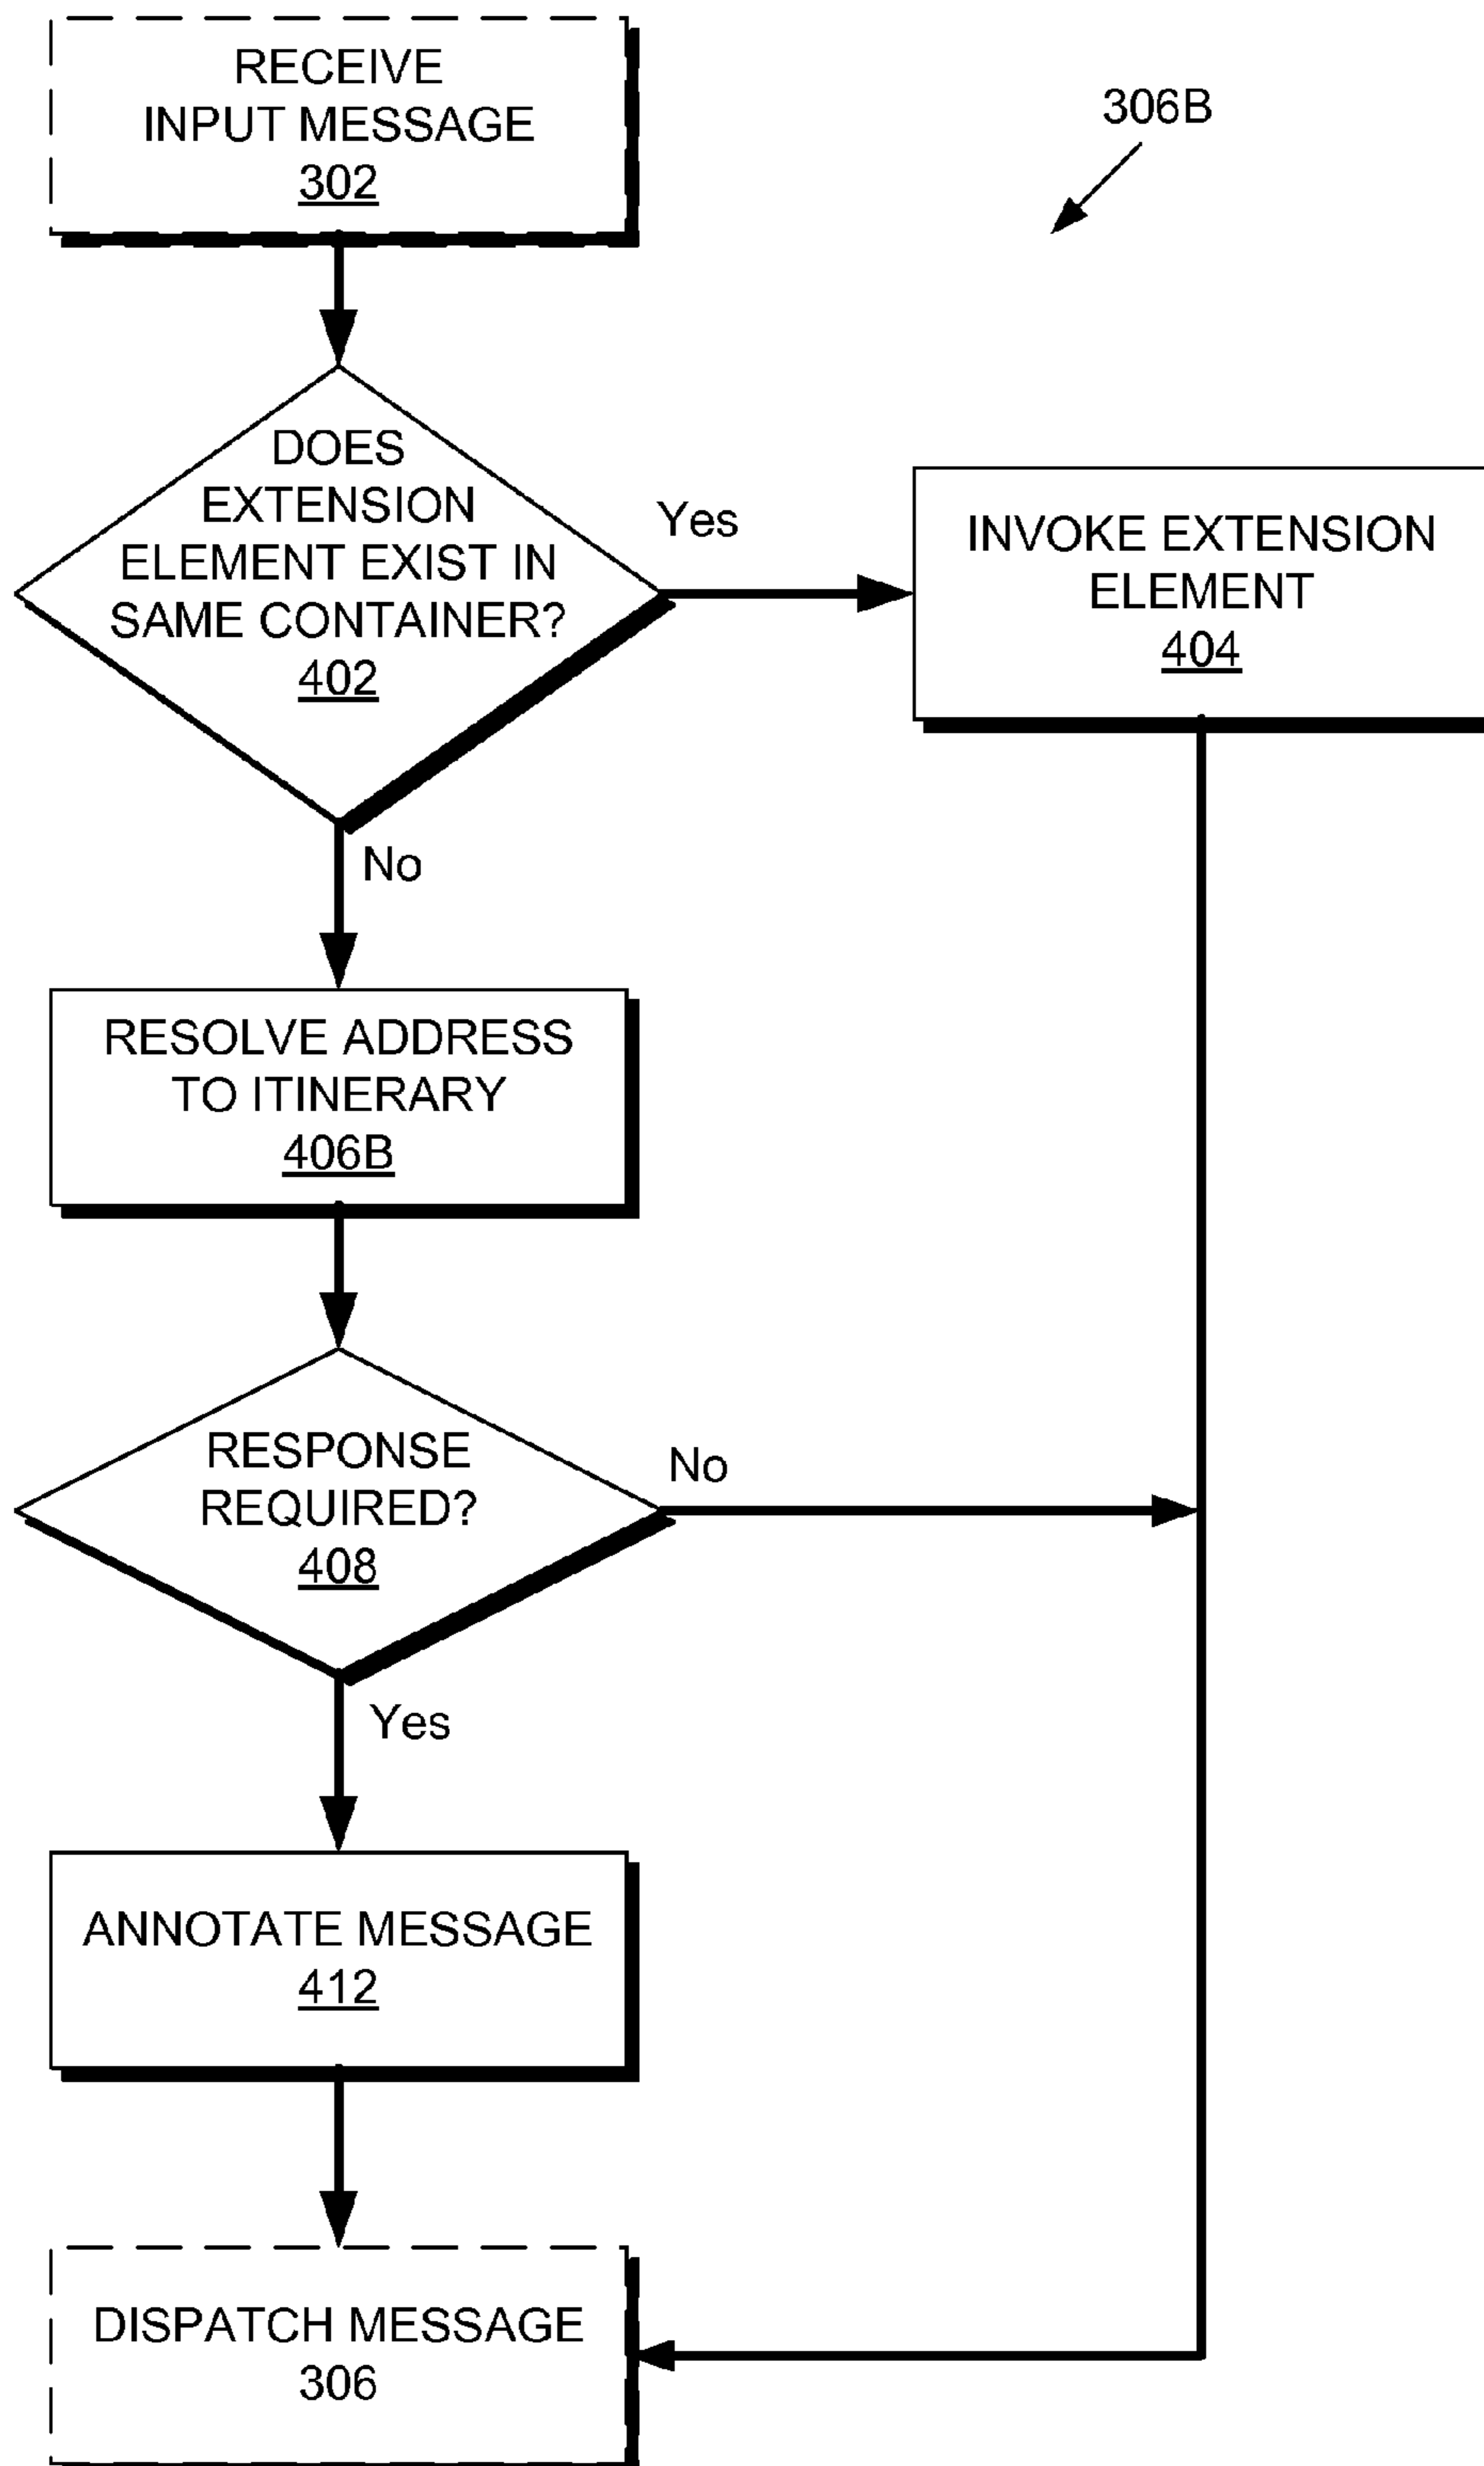 RECEIVE
INPUT MESSAGE
302
306B
DOES
EXTENSION
ELEMENT EXIST IN
SAME CONTAINER?
402
Yes
INVOKE EXTENSION
ELEMENT
404
No
RESOLVE ADDRESS
TO ITINERARY
406B
RESPONSE
REQUIRED?
408
No
Yes
ANNOTATE MESSAGE
412
DISPATCH MESSAGE
306